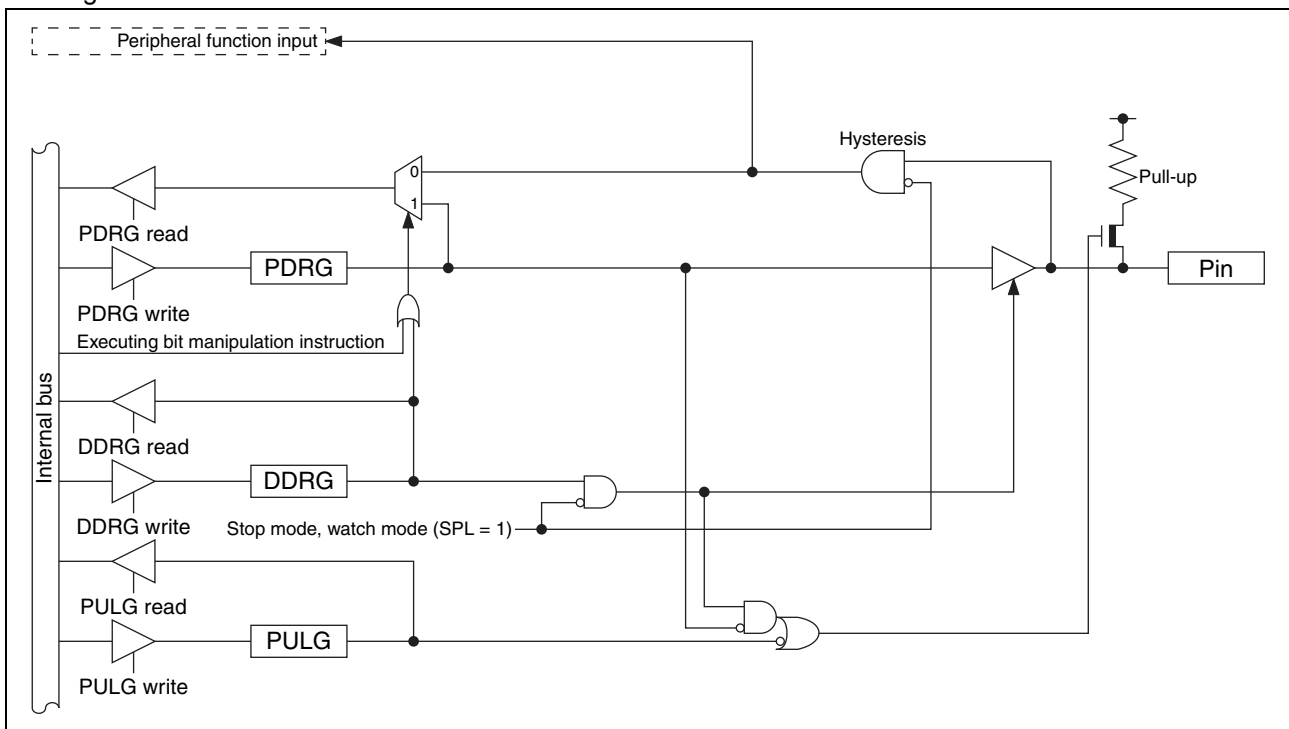 Peripheral function input
Hysteresis
0
Pull-up
1
PDRG read
PDRG
Pin
PDRG write
Executing bit manipulation instruction
Internal bus
DDRG read
DDRG
DDRG write
Stop mode, watch mode (SPL = 1)
PULG read
PULG
PULG write